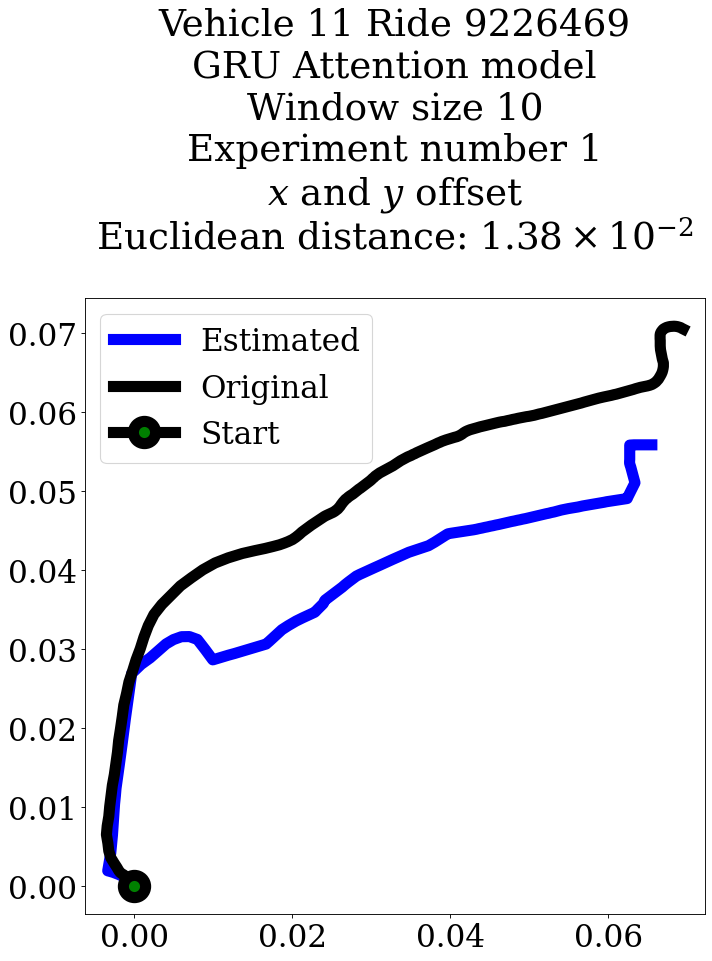 Vehicle 11 Ride 9226469
GRU Attention model
Window size 10
Experiment number 1
x and y offset
Euclidean distance: 1.38 × 10⁻²
Estimated
Original
Start
0.07
0.06
0.05
0.04
0.03
0.02
0.01
0.00
0.00 0.02 0.04 0.06